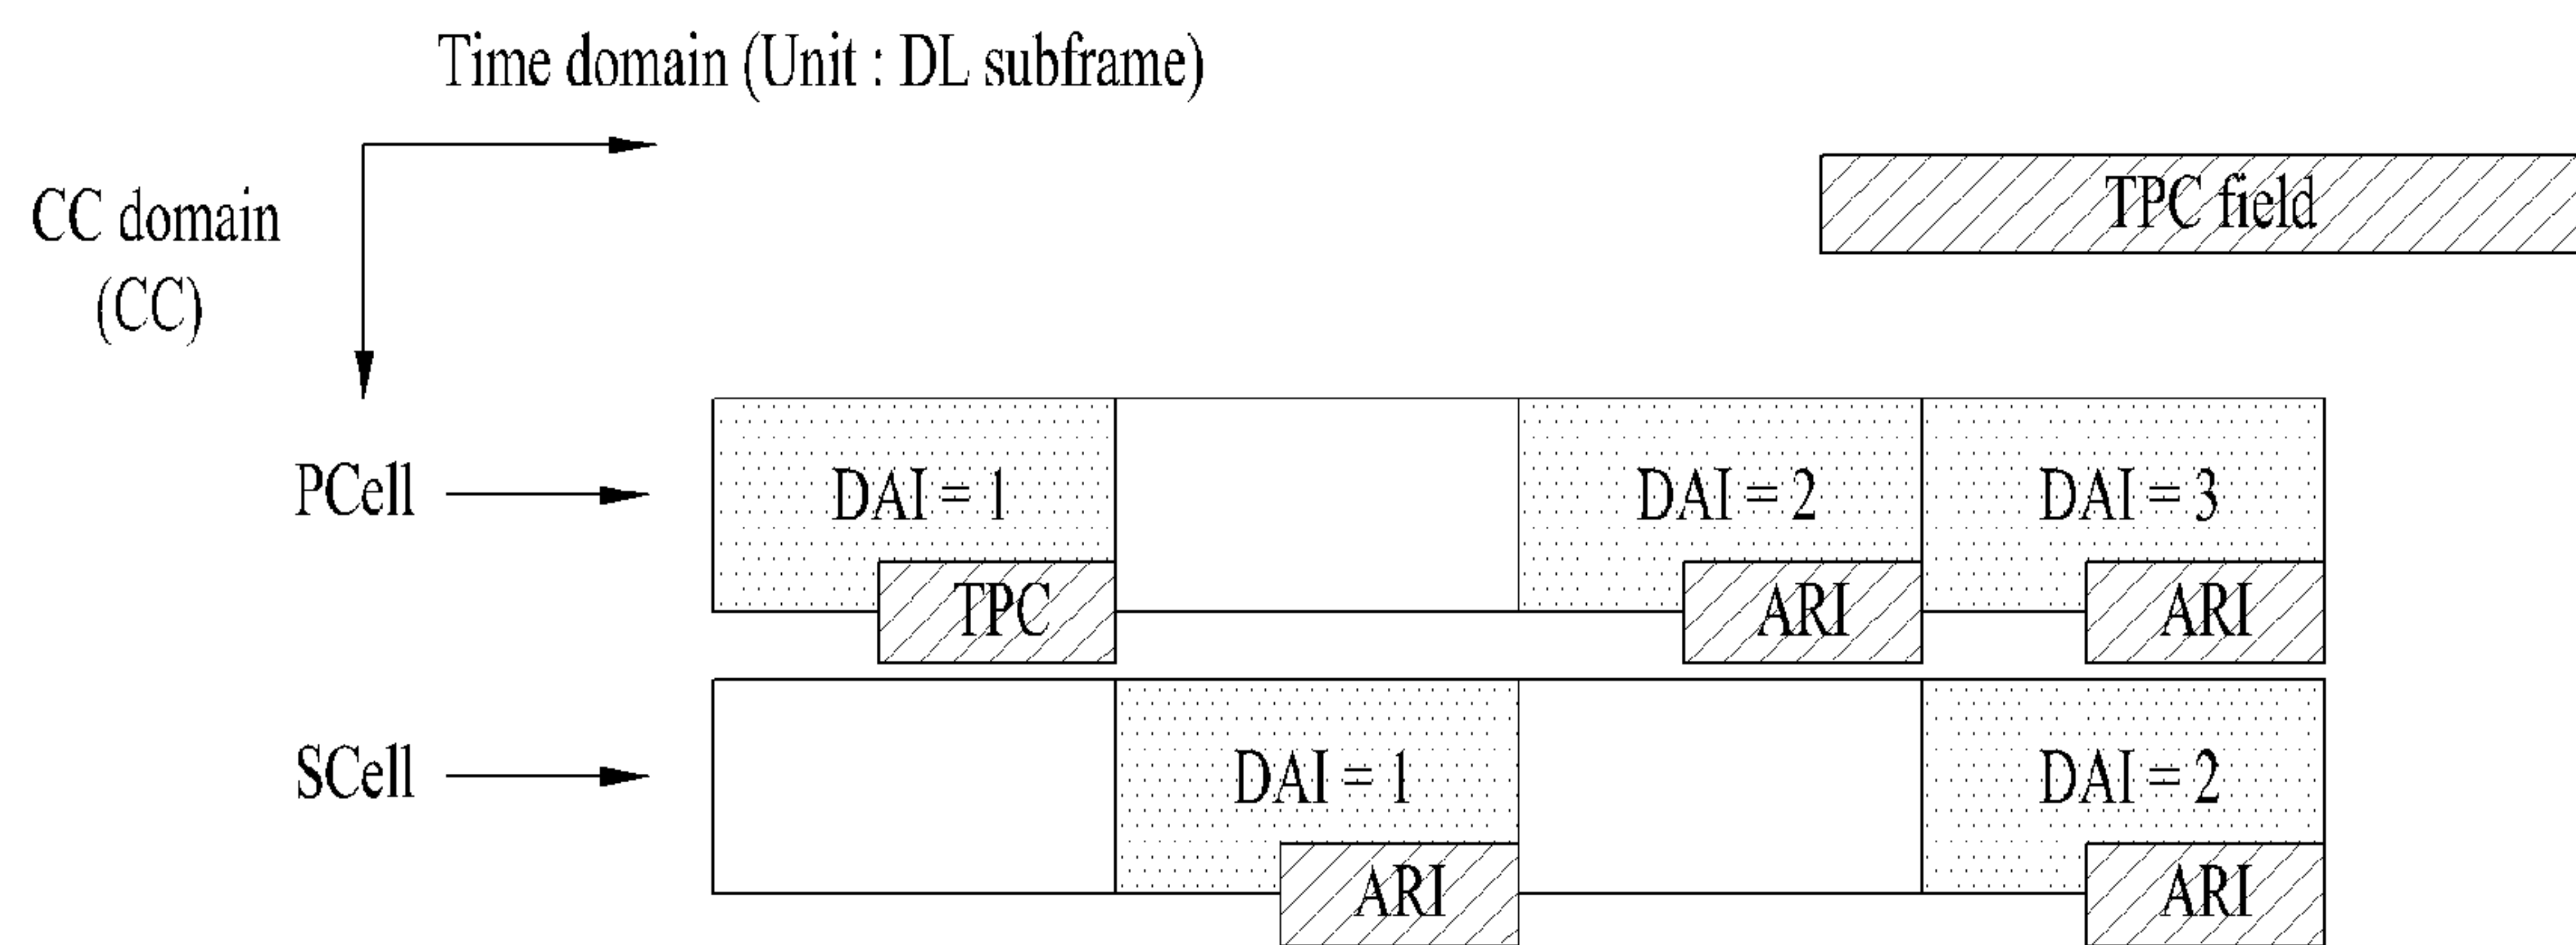 Time domain (Unit : DL subframe)
CC domain
(CC)
TPC field
PCell
DAI = 1
DAI = 2
DAI = 3
TPC
ARI
ARI
SCell
DAI = 1
DAI = 2
ARI
ARI